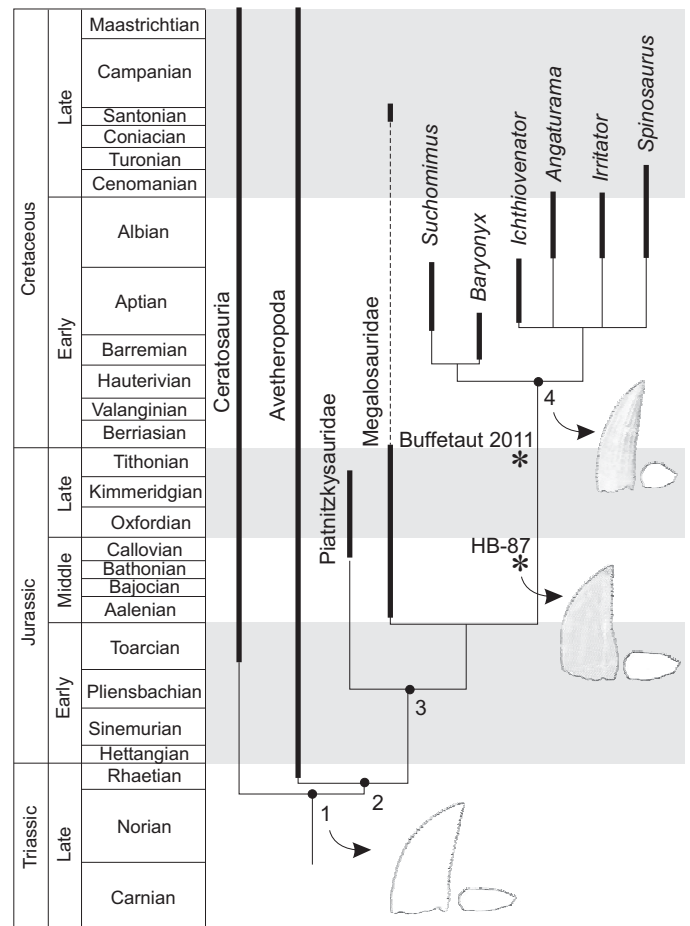 Cretaceous
Jurassic
Triassic
Late
Early
Late
Middle
Early
Late
Maastrichtian
Campanian
Santonian
Coniacian
Turonian
Cenomanian
Albian
Aptian
Barremian
Hauterivian
Valanginian
Berriasian
Tithonian
Kimmeridgian
Oxfordian
Callovian
Bathonian
Bajocian
Aalenian
Toarcian
Pliensbachian
Sinemurian
Hettangian
Rhaetian
Norian
Carnian
Ceratosauria
Avetheropoda
Piatnitzkysauridae
Megalosauridae
Suchomimus
Baryonyx
Ichthiovenator
Angaturama
Irritator
Spinosaurus
4
Buffetaut 2011
*
HB-87
*
3
2
1